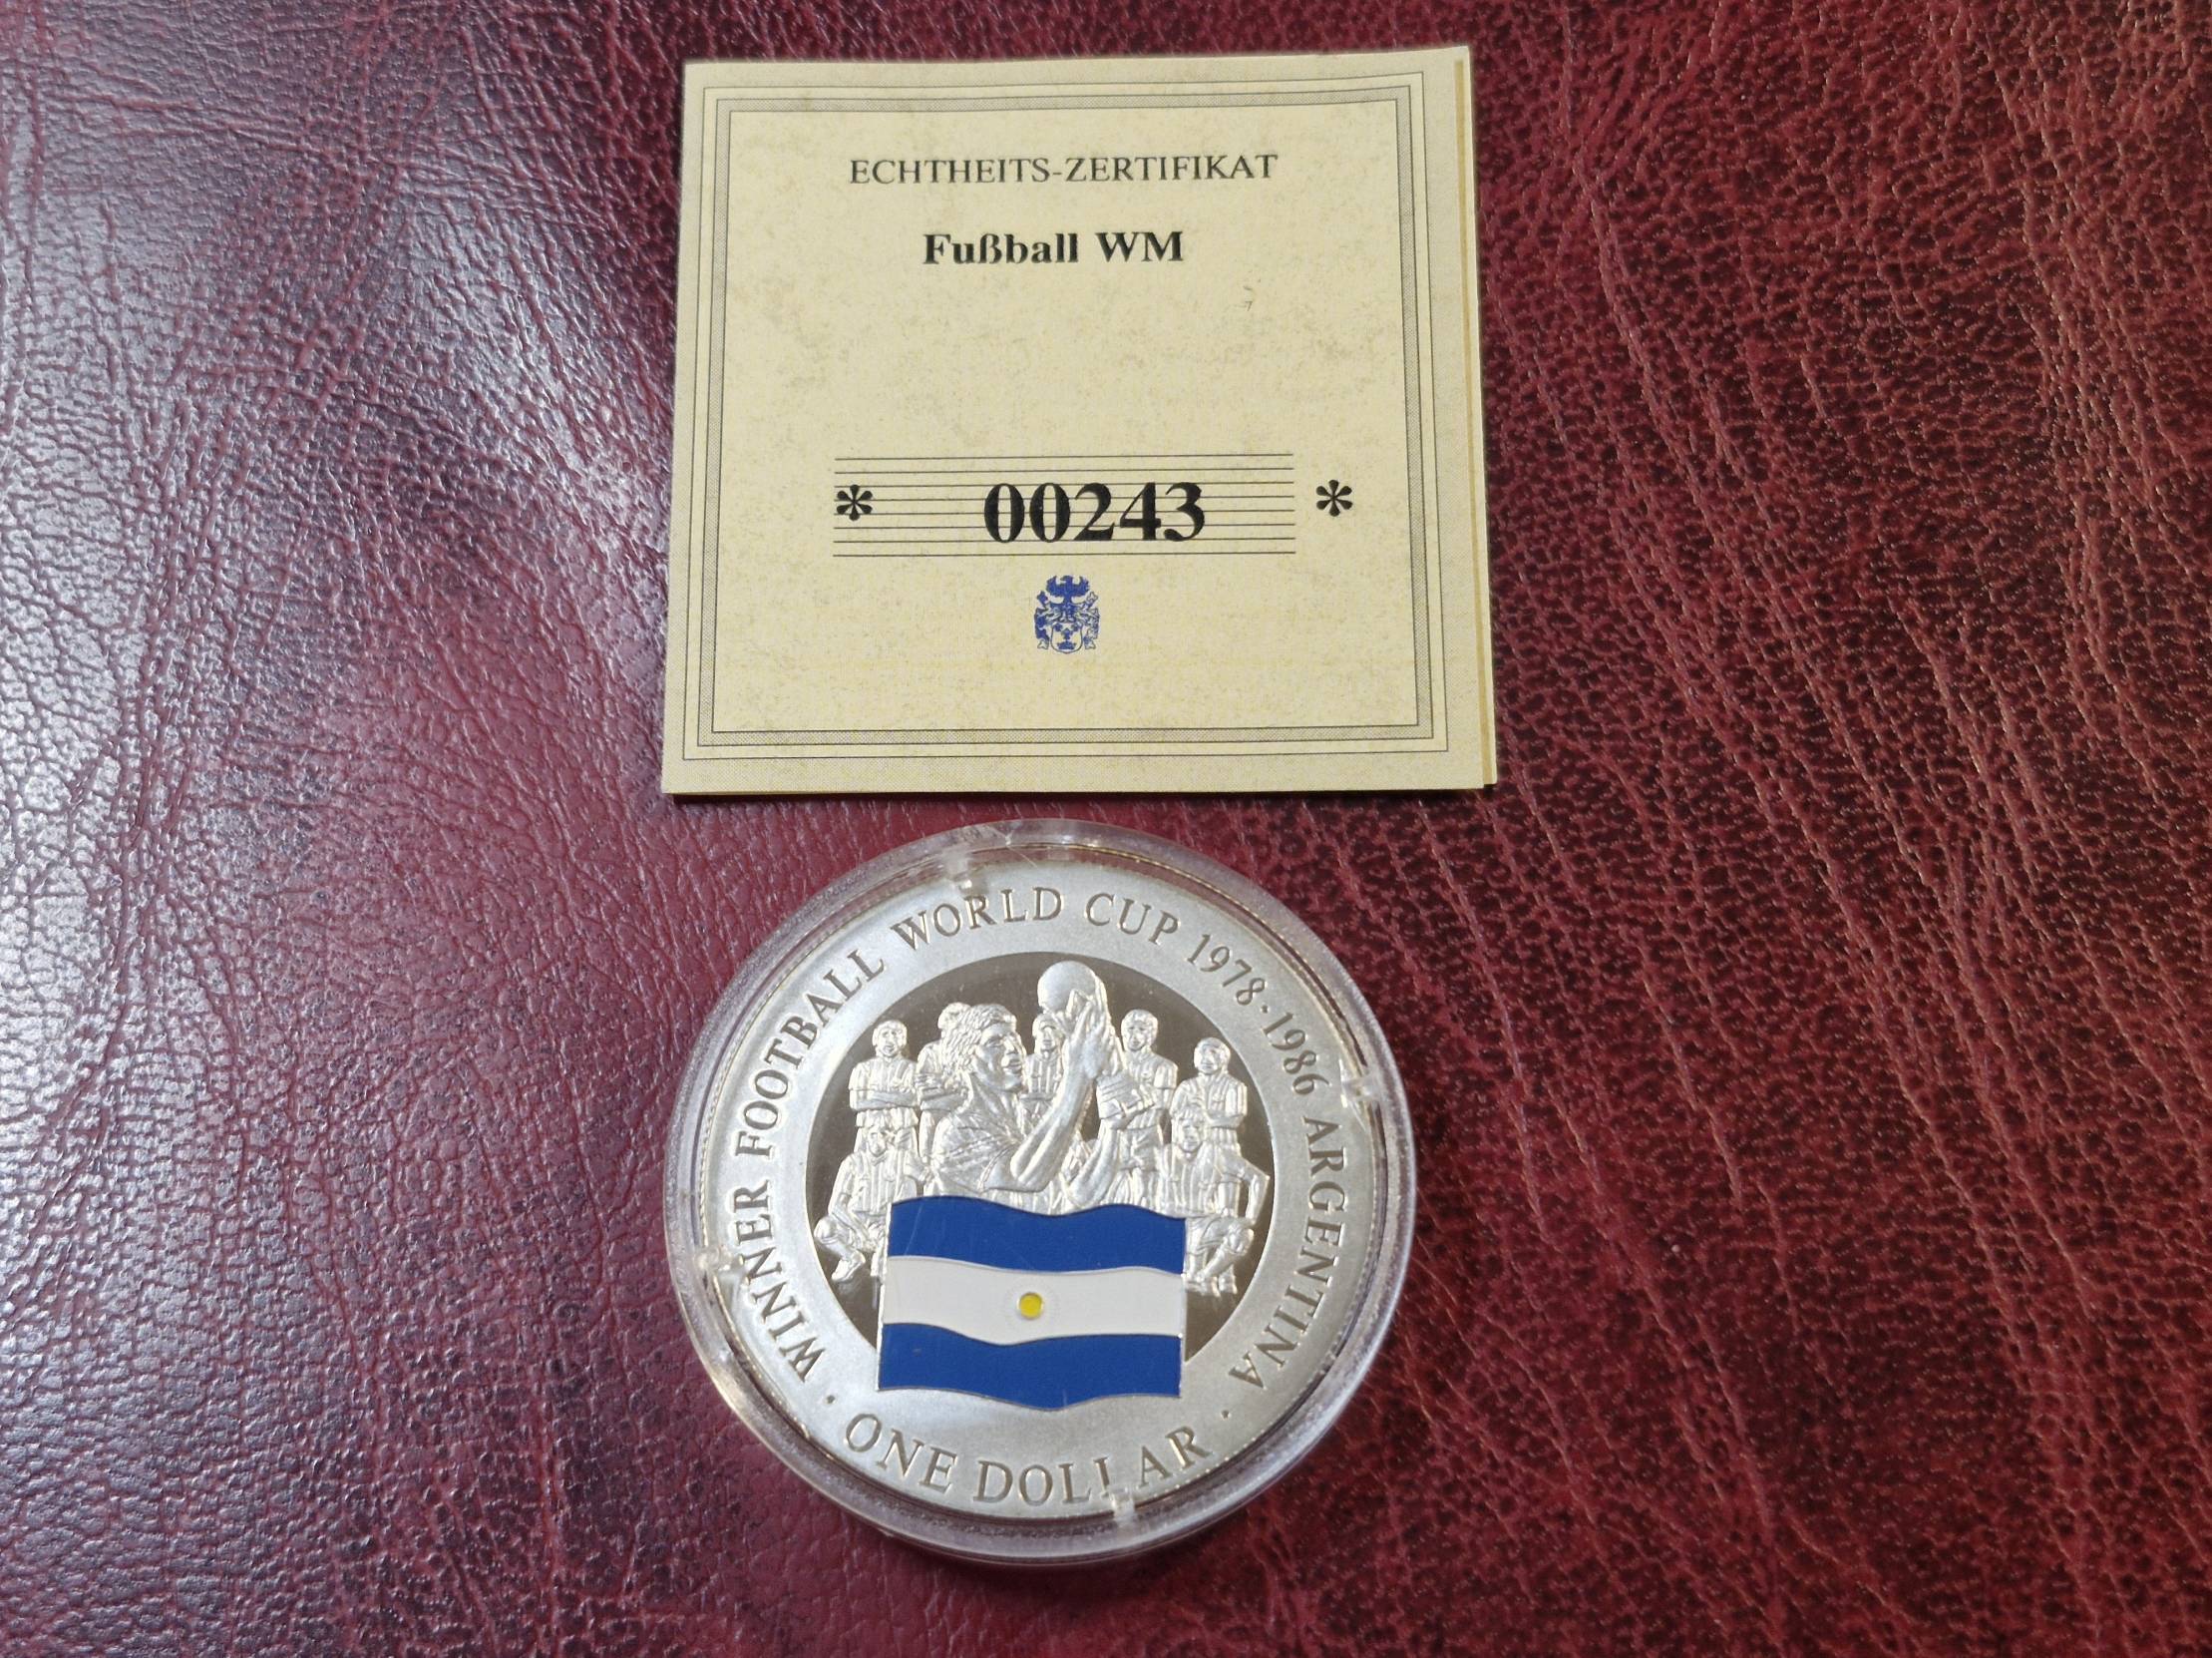 ECHTHEITS-ZERTIFIKAT
Fußball WM
* 00243 *
WINNER FOOTBALL WORLD CUP 1978·1986 ARGENTINA
· ONE DOLLAR ·